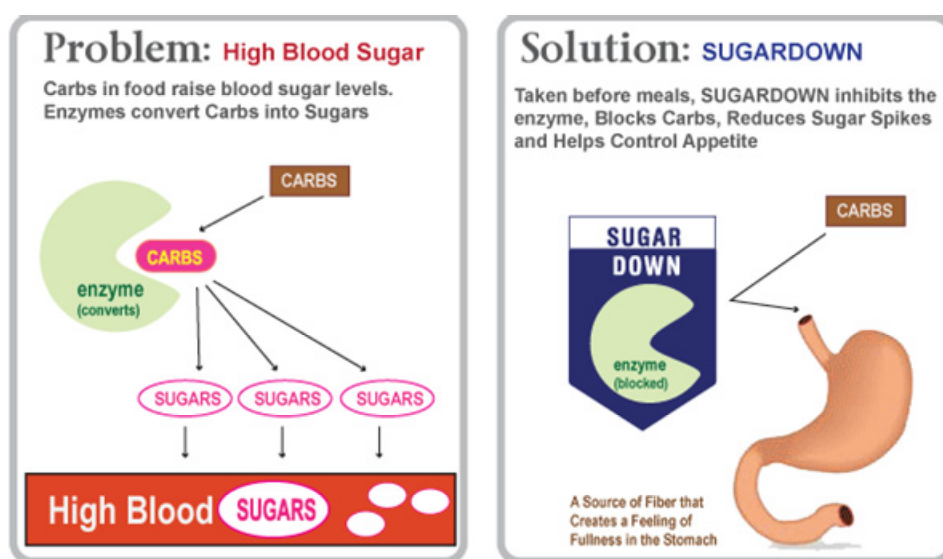 Problem: High Blood Sugar
Carbs in food raise blood sugar levels.
Enzymes convert Carbs into Sugars
CARBS
CARBS
enzyme
(converts)
SUGARS SUGARS SUGARS
High Blood SUGARS
Solution: SUGARDOWN
Taken before meals, SUGARDOWN inhibits the
enzyme, Blocks Carbs, Reduces Sugar Spikes
and Helps Control Appetite
CARBS
SUGAR
DOWN
enzyme
(blocked)
A Source of Fiber that
Creates a Feeling of
Fullness in the Stomach